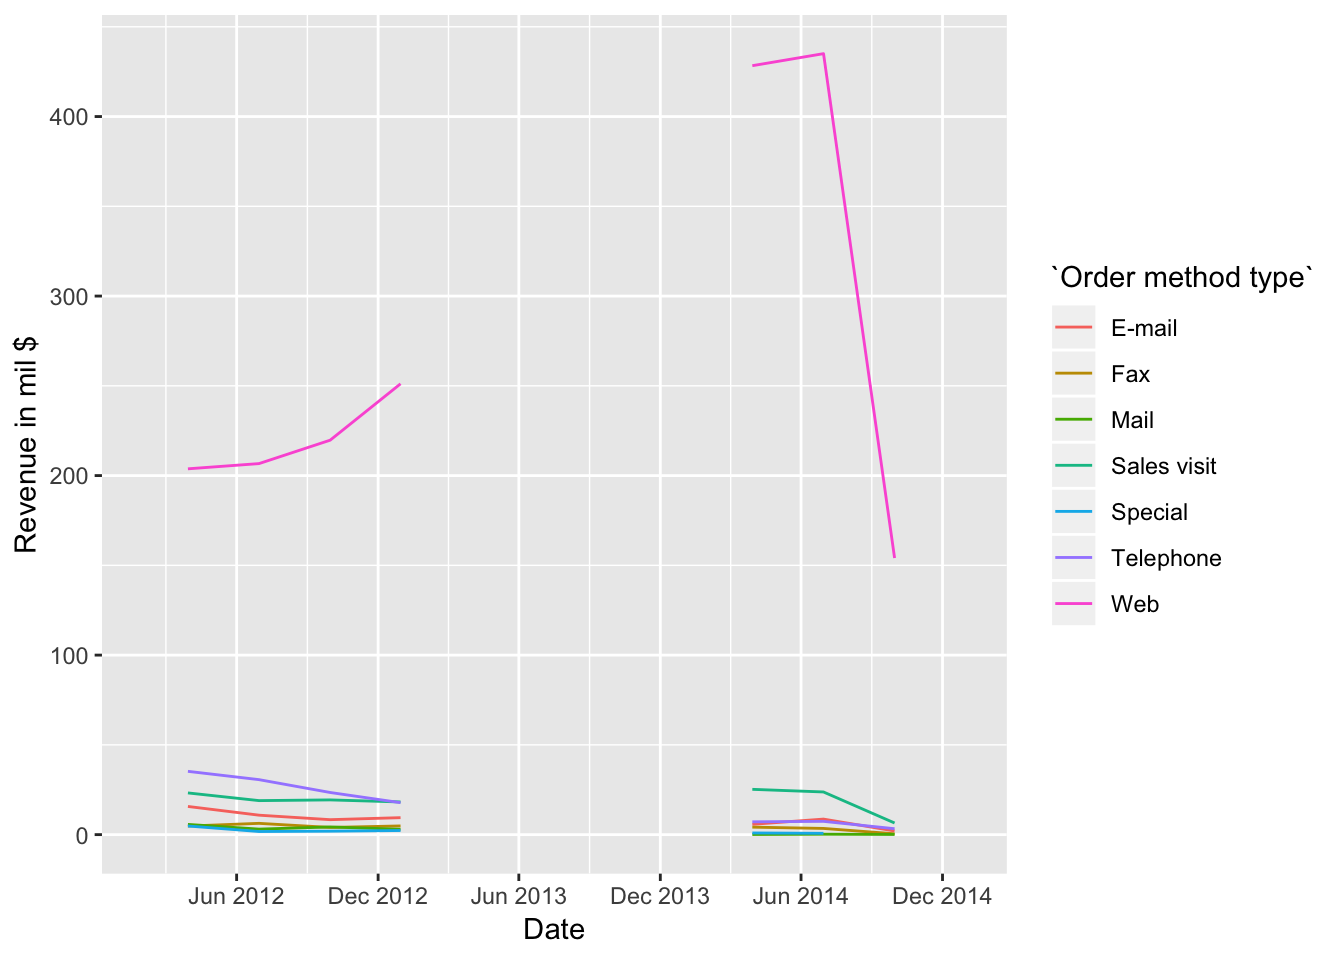 400
300
200
100
0
Revenue in mil $
Jun 2012 Dec 2012 Jun 2013 Dec 2013 Jun 2014 Dec 2014
Date
`Order method type`
E-mail
Fax
Mail
Sales visit
Special
Telephone
Web